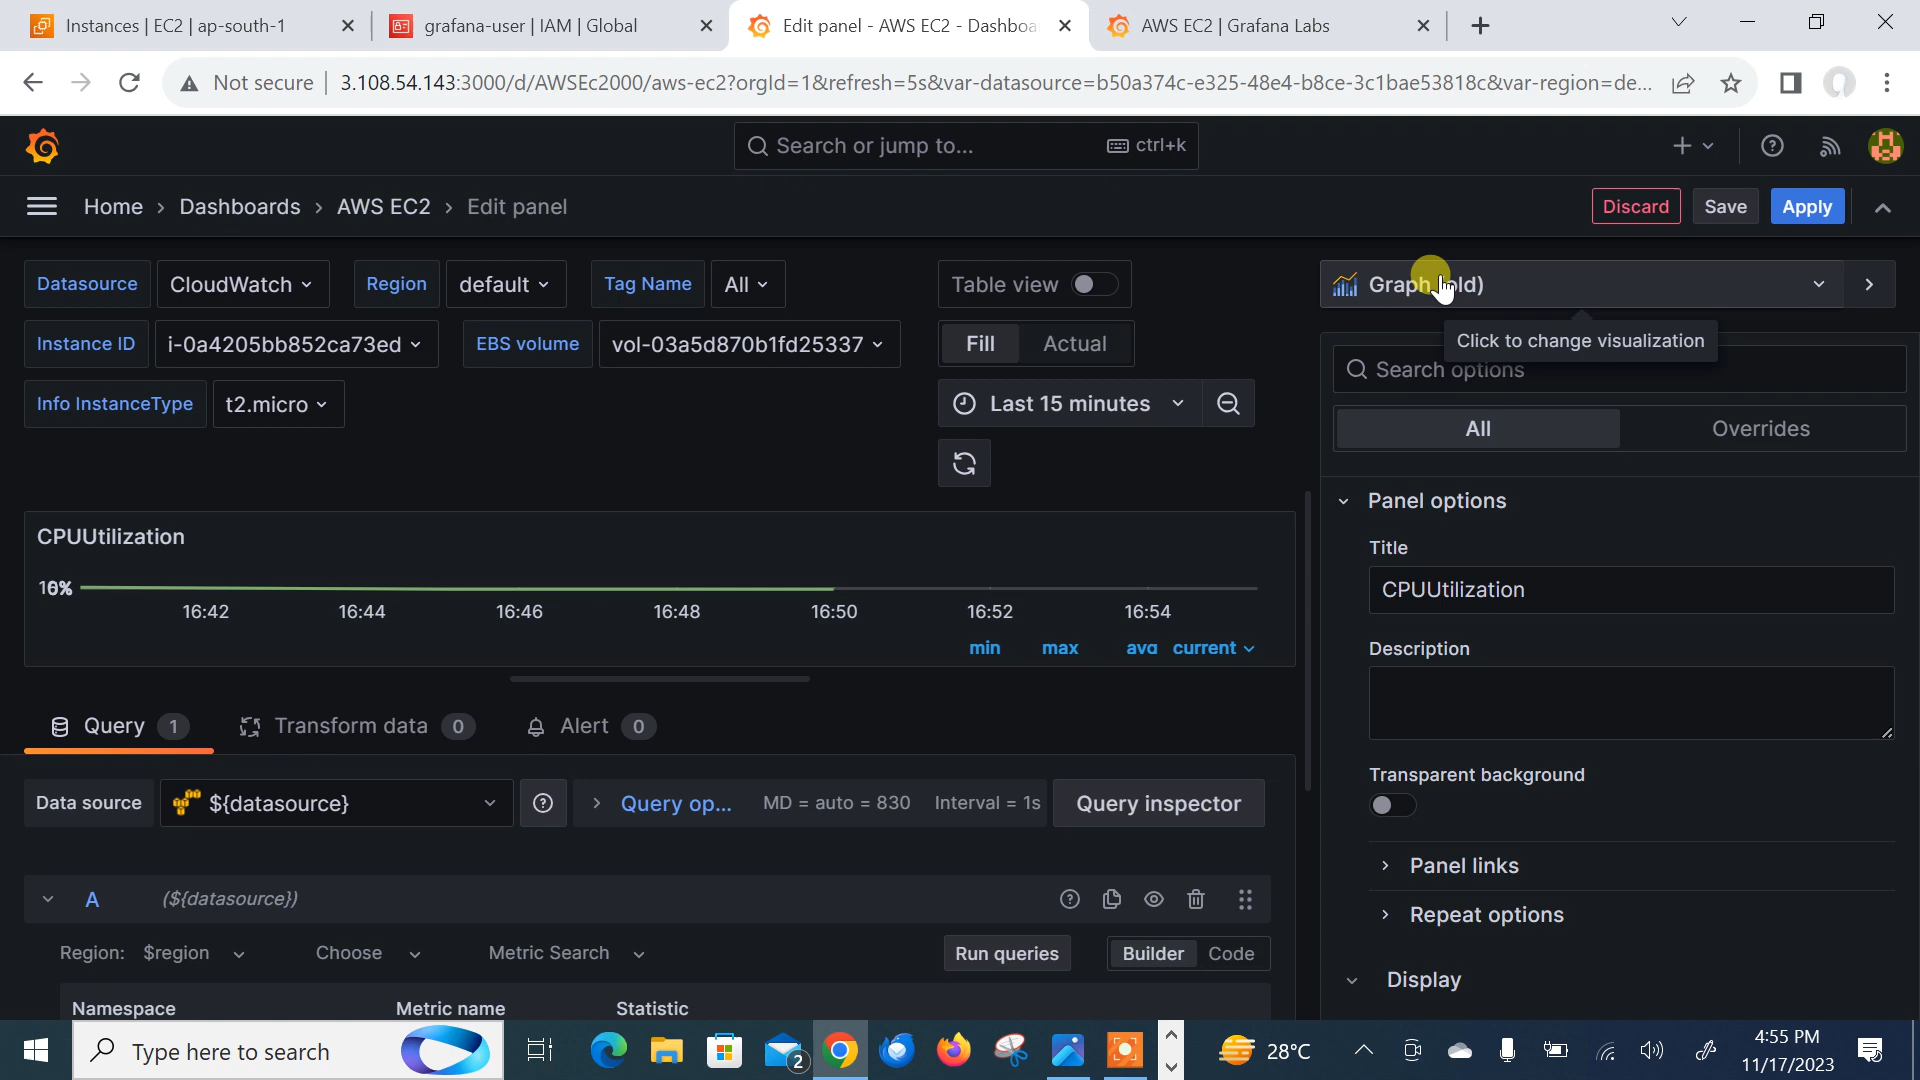 Instances | EC2 | ap-south-1
grafana-user | IAM | Global
Edit panel - AWS EC2 - Dashboa
AWS EC2 | Grafana Labs
Not secure
3.108.54.143:3000/d/AWSEc2000/aws-ec2?orgId=1&refresh=5s&var-datasource=b50a374c-e325-48e4-b8ce-3c1bae53818c&var-region=de...
Search or jump to...
ctrl+k
Home > Dashboards > AWS EC2 > Edit panel
Discard
Save
Apply
Datasource
CloudWatch
Region
default
Tag Name
All
Table view
Graph (old)
Click to change visualization
Instance ID
i-0a4205bb852ca73ed
EBS volume
vol-03a5d870b1fd25337
Fill
Actual
Search options
Info InstanceType
t2.micro
Last 15 minutes
All
Overrides
Panel options
CPUUtilization
Title
CPUUtilization
16:42
16:44
16:46
16:48
16:50
16:52
16:54
min
max
avg
current
Description
Query
1
Transform data
0
Alert
0
Transparent background
Data source
${datasource}
Query op...
MD = auto = 830
Interval = 1s
Query inspector
Panel links
A
(${datasource})
Repeat options
Region:
$region
Choose
Metric Search
Run queries
Builder
Code
Display
Namespace
Metric name
Statistic
Type here to search
2
28°C
4:55 PM
11/17/2023